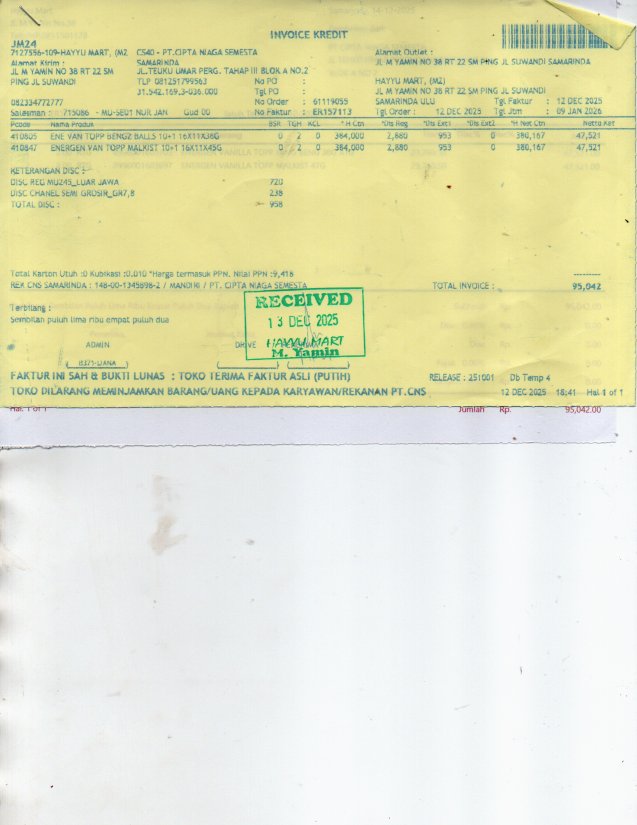 INVOICE KREDIT
JM24
7127556-109-HAYYU MART, (M2 C540 - PT.CIPTA NIAGA SEMESTA Alamat Outlet :
Alamat Kirim : SAMARINDA JL M YAMIN NO 38 RT 22 SM PING JL SUWANDI SAMARINDA
JL M YAMIN NO 38 RT 22 SM JL.TEUKU UMAR PERG. TAHAP III BLOK A NO.2
PING JL SUWANDI TLP 081251799563 No PO : HAYYU MART, (M2)
31.542.169.3-036.000 Tgl PO : JL M YAMIN NO 38 RT 22 SM PING JL SUWANDI
082334772777 No Order : 61119055 SAMARINDA ULU Tgl Faktur : 12 DEC 2025
Salesman : 715086 - MU-SEUT NUR JAN Gud 00 No Faktur : ER157113 Tgl Order : 12 DEC 2025 Tgl Jtm : 09 JAN 2026
Pcode Nama Produk BSR TGH KCL *H Ctn *Dis Reg *Dis Ext1 *Dis Ext2 *H Net Ctn Netto Rat
410805 ENE VAN TOPP BENGZ BALLS 10+1 16X11X38G 0 2 0 384,000 2,880 953 0 380,167 47,521
410847 ENERGEN VAN TOPP MALKIST 10+1 16X11X45G 0 2 0 384,000 2,880 953 0 380,167 47,521
KETERANGAN DISC :
DISC REG MU245_LUAR JAWA 720
DISC CHANEL SEMI GROSIR_GR7,8 238
TOTAL DISC : 958
Total Karton Utuh :0 Kubikasi :0.010 *Harga termasuk PPN. Nilai PPN :9,418
REK CNS SAMARINDA : 148-00-1345898-2 / MANDIRI / PT. CIPTA NIAGA SEMESTA TOTAL INVOICE : 95,042
Terbilang :
Sembilan puluh lima ribu empat puluh dua
RECEIVED
13 DEC 2025
HAYYU MART
M. Yamin
ADMIN DRIVE
FAKTUR INI SAH & BUKTI LUNAS : TOKO TERIMA FAKTUR ASLI (PUTIH) RELEASE : 251001 Db Temp 4
TOKO DILARANG MEMINJAMKAN BARANG/UANG KEPADA KARYAWAN/REKANAN PT.CNS 12 DEC 2025 18:41 Hal 1 of 1
Hal. 1 of 1 Jumlah Rp. 95,042.00